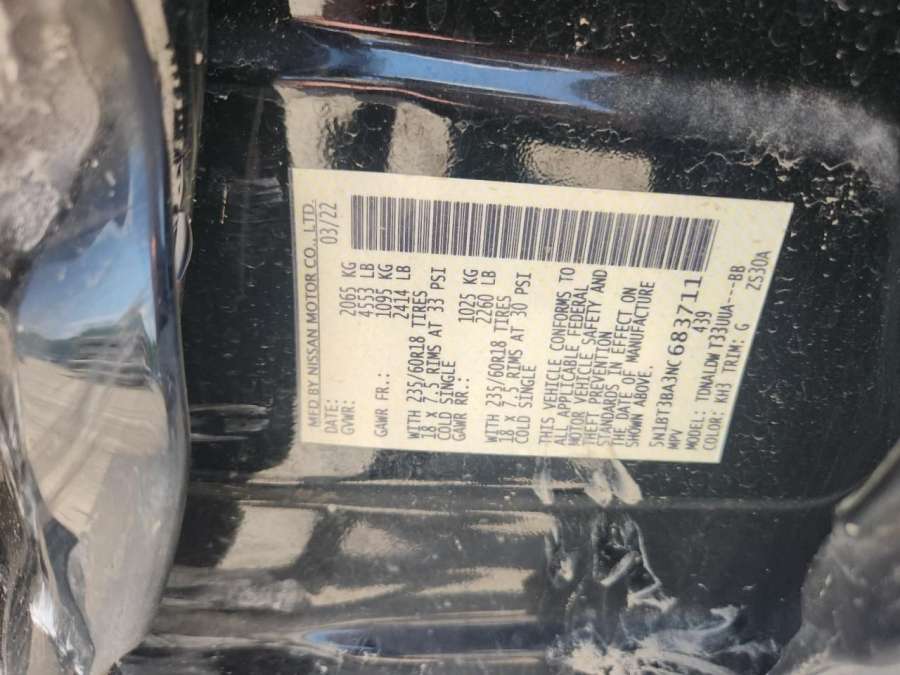 MFD BY NISSAN MOTOR CO., LTD.
DATE: 03/22
GVWR: 2065 KG
4553 LB
GAWR FR.: 1095 KG
2414 LB
WITH 235/60R18 TIRES
18 x 7.5 RIMS AT 33 PSI
COLD SINGLE
GAWR RR.: 1025 KG
2260 LB
WITH 235/60R18 TIRES
18 x 7.5 RIMS AT 30 PSI
COLD SINGLE
THIS VEHICLE CONFORMS TO
ALL APPLICABLE FEDERAL
MOTOR VEHICLE SAFETY AND
THEFT PREVENTION
STANDARDS IN EFFECT ON
THE DATE OF MANUFACTURE
SHOWN ABOVE.
5N1BT3BA3NC683711
MPV 439
MODEL: TDNALDWT33UUA---BB
COLOR: KH3 TRIM: G ZS30A